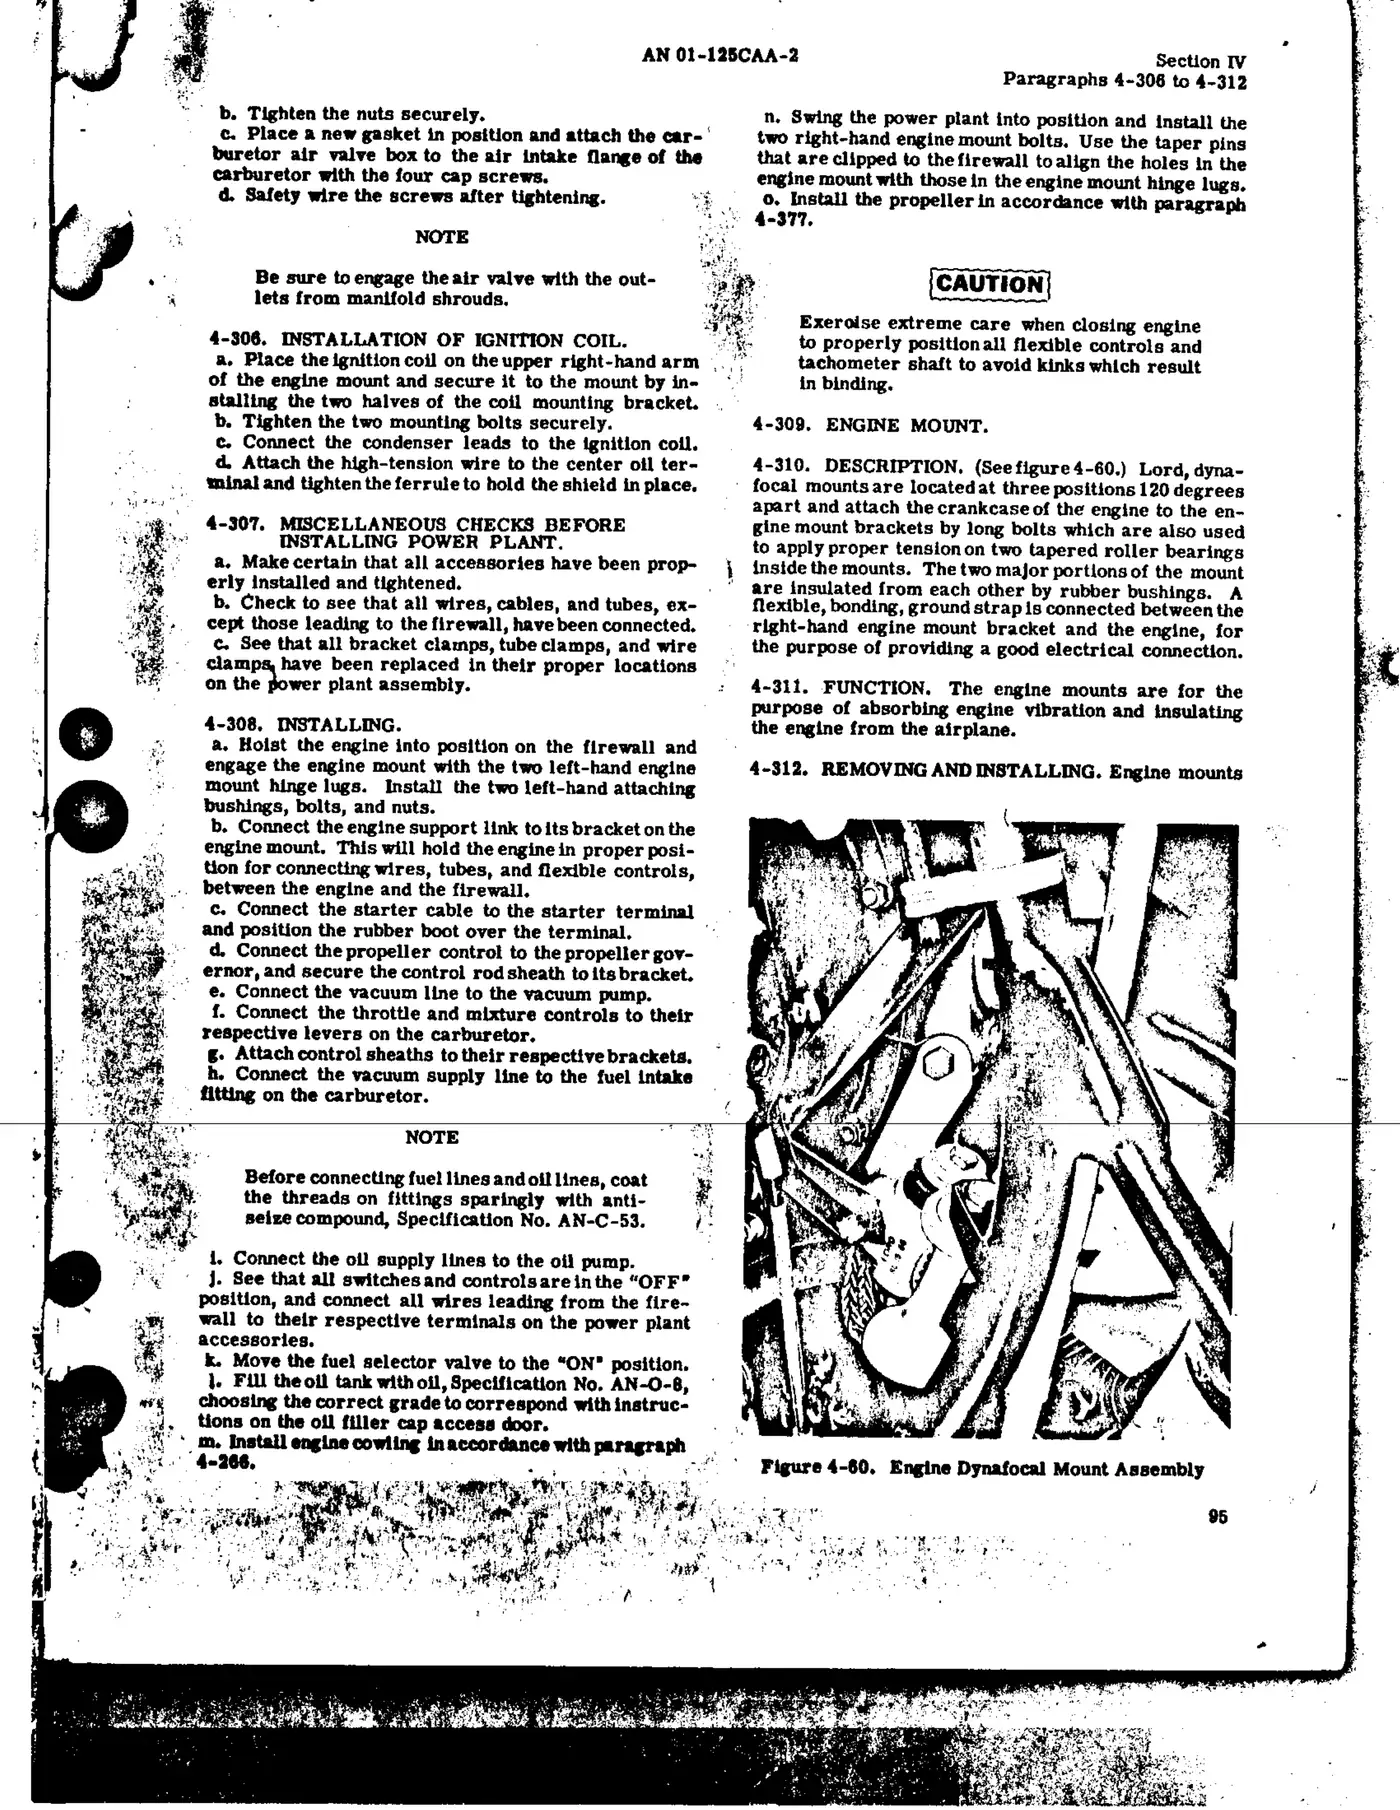 AN 01-125CAA-2
Section IV
Paragraphs 4-306 to 4-312
b. Tighten the nuts securely.
c. Place a new gasket in position and attach the car-
buretor air valve box to the air intake flange of the
carburetor with the four cap screws.
d. Safety wire the screws after tightening.
NOTE
Be sure to engage the air valve with the out-
lets from manifold shrouds.
4-306. INSTALLATION OF IGNITION COIL.
a. Place the ignition coil on the upper right-hand arm
of the engine mount and secure it to the mount by in-
stalling the two halves of the coil mounting bracket.
b. Tighten the two mounting bolts securely.
c. Connect the condenser leads to the ignition coil.
d. Attach the high-tension wire to the center oil ter-
minal and tighten the ferrule to hold the shield in place.
4-307. MISCELLANEOUS CHECKS BEFORE
INSTALLING POWER PLANT.
a. Make certain that all accessories have been prop-
erly installed and tightened.
b. Check to see that all wires, cables, and tubes, ex-
cept those leading to the firewall, have been connected.
c. See that all bracket clamps, tube clamps, and wire
clamps, have been replaced in their proper locations
on the power plant assembly.
4-308. INSTALLING.
a. Hoist the engine into position on the firewall and
engage the engine mount with the two left-hand engine
mount hinge lugs. Install the two left-hand attaching
bushings, bolts, and nuts.
b. Connect the engine support link to its bracket on the
engine mount. This will hold the engine in proper posi-
tion for connecting wires, tubes, and flexible controls,
between the engine and the firewall.
c. Connect the starter cable to the starter terminal
and position the rubber boot over the terminal.
d. Connect the propeller control to the propeller gov-
ernor, and secure the control rod sheath to its bracket.
e. Connect the vacuum line to the vacuum pump.
f. Connect the throttle and mixture controls to their
respective levers on the carburetor.
g. Attach control sheaths to their respective brackets.
h. Connect the vacuum supply line to the fuel intake
fitting on the carburetor.
NOTE
Before connecting fuel lines and oil lines, coat
the threads on fittings sparingly with anti-
seize compound, Specification No. AN-C-53.
i. Connect the oil supply lines to the oil pump.
j. See that all switches and controls are in the "OFF"
position, and connect all wires leading from the fire-
wall to their respective terminals on the power plant
accessories.
k. Move the fuel selector valve to the "ON" position.
l. Fill the oil tank with oil, Specification No. AN-O-8,
choosing the correct grade to correspond with instruc-
tions on the oil filler cap access door.
m. Install engine cowling in accordance with paragraph
4-266.
n. Swing the power plant into position and install the
two right-hand engine mount bolts. Use the taper pins
that are clipped to the firewall to align the holes in the
engine mount with those in the engine mount hinge lugs.
o. Install the propeller in accordance with paragraph
4-377.
CAUTION
Exercise extreme care when closing engine
to properly position all flexible controls and
tachometer shaft to avoid kinks which result
in binding.
4-309. ENGINE MOUNT.
4-310. DESCRIPTION. (See figure 4-60.) Lord, dyna-
focal mounts are located at three positions 120 degrees
apart and attach the crankcase of the engine to the en-
gine mount brackets by long bolts which are also used
to apply proper tension on two tapered roller bearings
inside the mounts. The two major portions of the mount
are insulated from each other by rubber bushings. A
flexible, bonding, ground strap is connected between the
right-hand engine mount bracket and the engine, for
the purpose of providing a good electrical connection.
4-311. FUNCTION. The engine mounts are for the
purpose of absorbing engine vibration and insulating
the engine from the airplane.
4-312. REMOVING AND INSTALLING. Engine mounts
Figure 4-60. Engine Dynafocal Mount Assembly
95